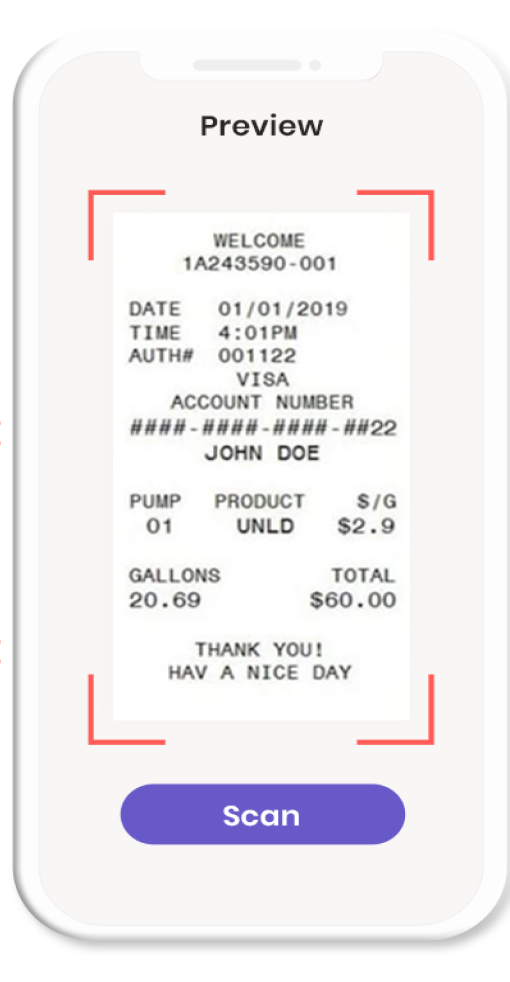 Preview
WELCOME
1A243590-001
DATE 01/01/2019
TIME 4:01PM
AUTH# 001122
VISA
ACCOUNT NUMBER
####-####-####-##22
JOHN DOE
PUMP PRODUCT $/G
01 UNLD $2.9
GALLONS TOTAL
20.69 $60.00
THANK YOU!
HAV A NICE DAY
Scan